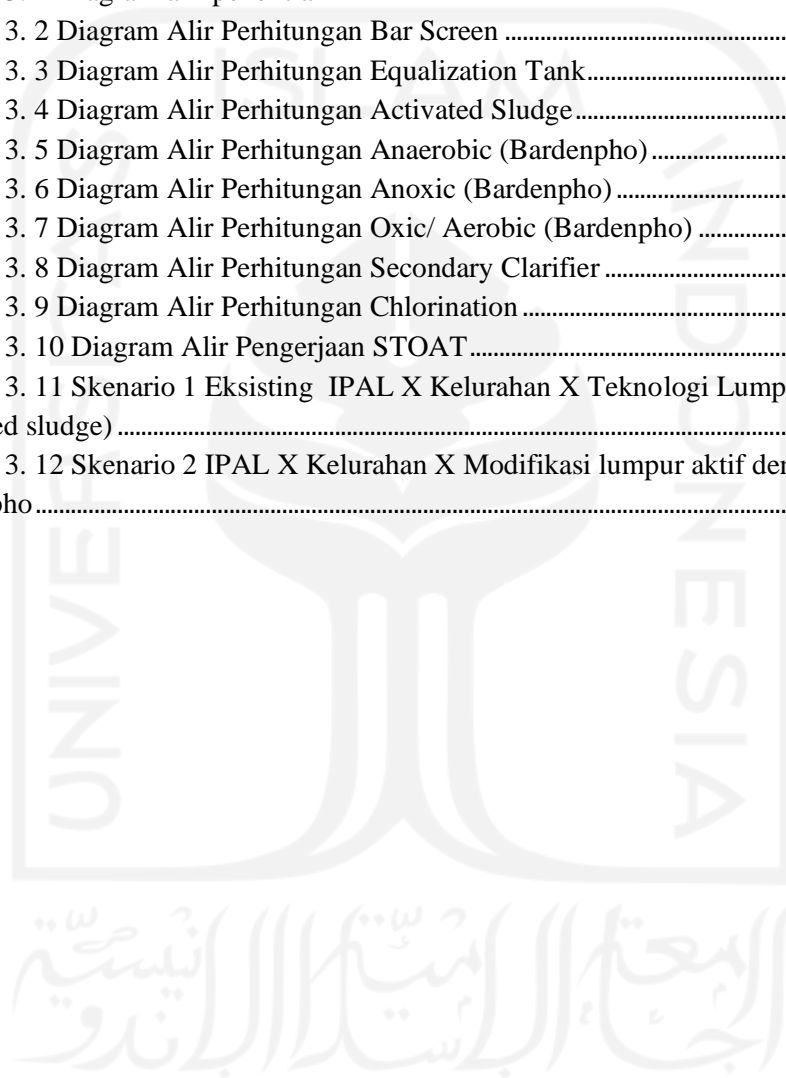 3. 2 Diagram Alir Perhitungan Bar Screen ........................................
3. 3 Diagram Alir Perhitungan Equalization Tank........................................
3. 4 Diagram Alir Perhitungan Activated Sludge........................................
3. 5 Diagram Alir Perhitungan Anaerobic (Bardenpho) ........................................
3. 6 Diagram Alir Perhitungan Anoxic (Bardenpho) ........................................
3. 7 Diagram Alir Perhitungan Oxic/ Aerobic (Bardenpho) ........................................
3. 8 Diagram Alir Perhitungan Secondary Clarifier ........................................
3. 9 Diagram Alir Perhitungan Chlorination ........................................
3. 10 Diagram Alir Pengerjaan STOAT........................................
3. 11 Skenario 1 Eksisting  IPAL X Kelurahan X Teknologi Lump
ed sludge) ........................................
3. 12 Skenario 2 IPAL X Kelurahan X Modifikasi lumpur aktif den
ho ........................................
ISLAM
UNIVERSITAS
INDONESIA